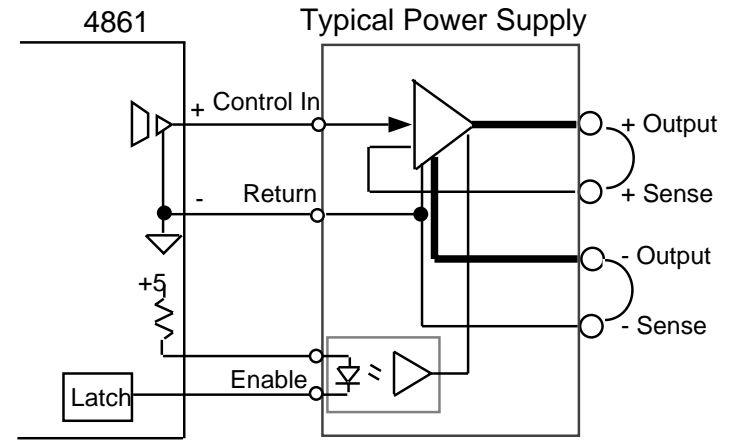 4861
Typical Power Supply
+ Control In
+ Output
+ Sense
- Return
- Output
+5
- Sense
Enable
Latch